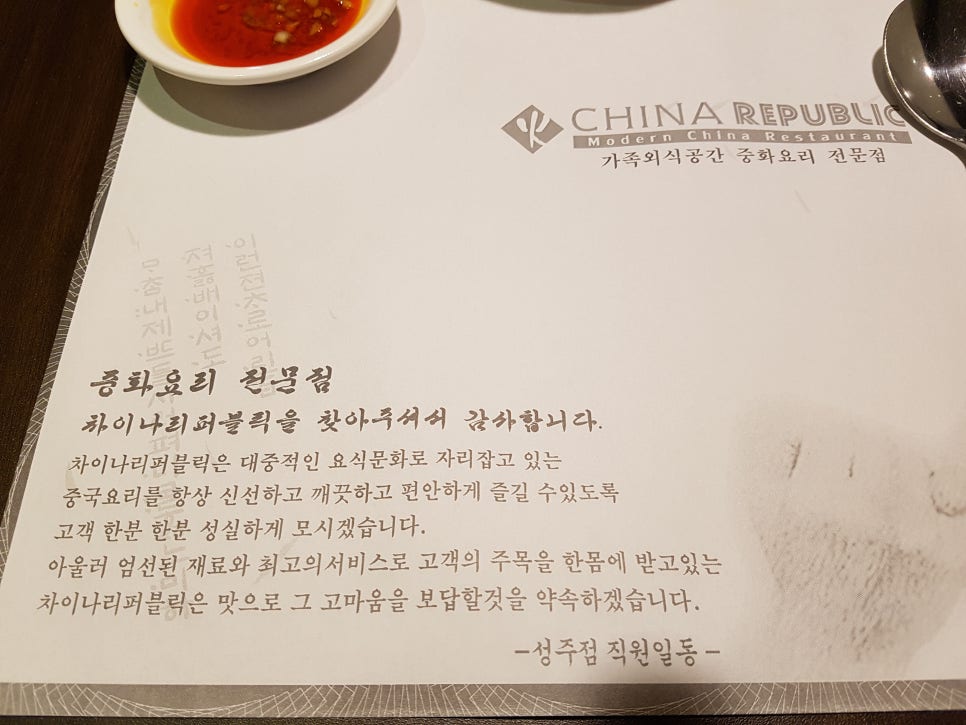 CHINA REPUBLIC
Modern China Restaurant
가족외식공간 중화요리 전문점
중화요리 전문점
차이나리퍼블릭을 찾아주셔서 감사합니다.
차이나리퍼블릭은 대중적인 요식문화로 자리잡고 있는
중국요리를 항상 신선하고 깨끗하고 편안하게 즐길 수있도록
고객 한분 한분 성실하게 모시겠습니다.
아울러 엄선된 재료와 최고의서비스로 고객의 주목을 한몸에 받고있는
차이나리퍼블릭은 맛으로 그 고마움을 보답할것을 약속하겠습니다.
-성주점 직원일동-